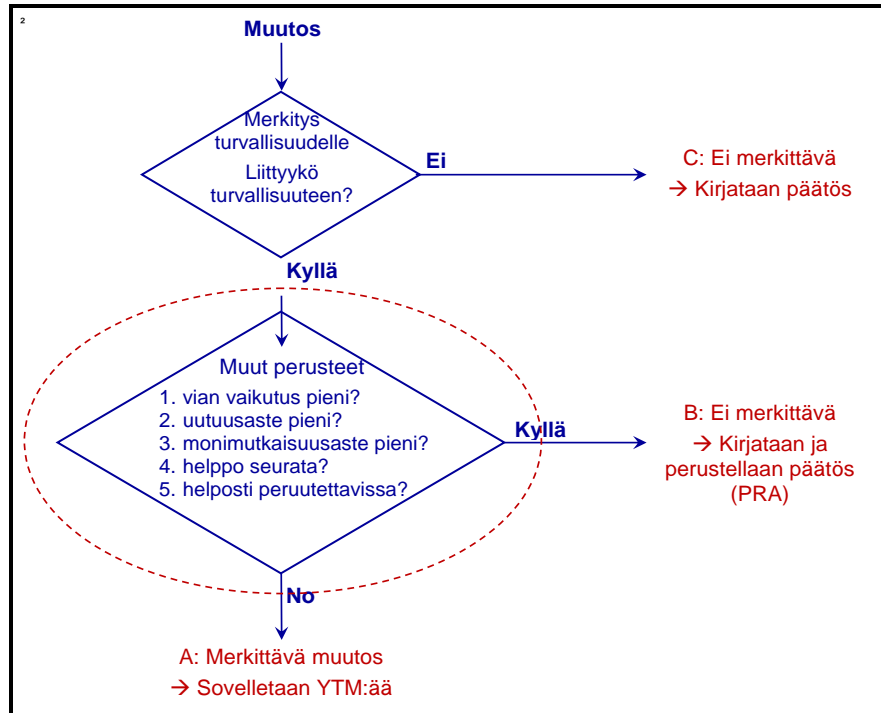 2
Muutos
Merkitys
turvallisuudelle
Liittyykö
turvallisuuteen?
Ei
C: Ei merkittävä
→ Kirjataan päätös
Kyllä
Muut perusteet
1. vian vaikutus pieni?
2. uutuusaste pieni?
3. monimutkaisuusaste pieni?
4. helppo seurata?
5. helposti peruutettavissa?
Kyllä
B: Ei merkittävä
→ Kirjataan ja
perustellaan päätös
(PRA)
No
A: Merkittävä muutos
→ Sovelletaan YTM:ää